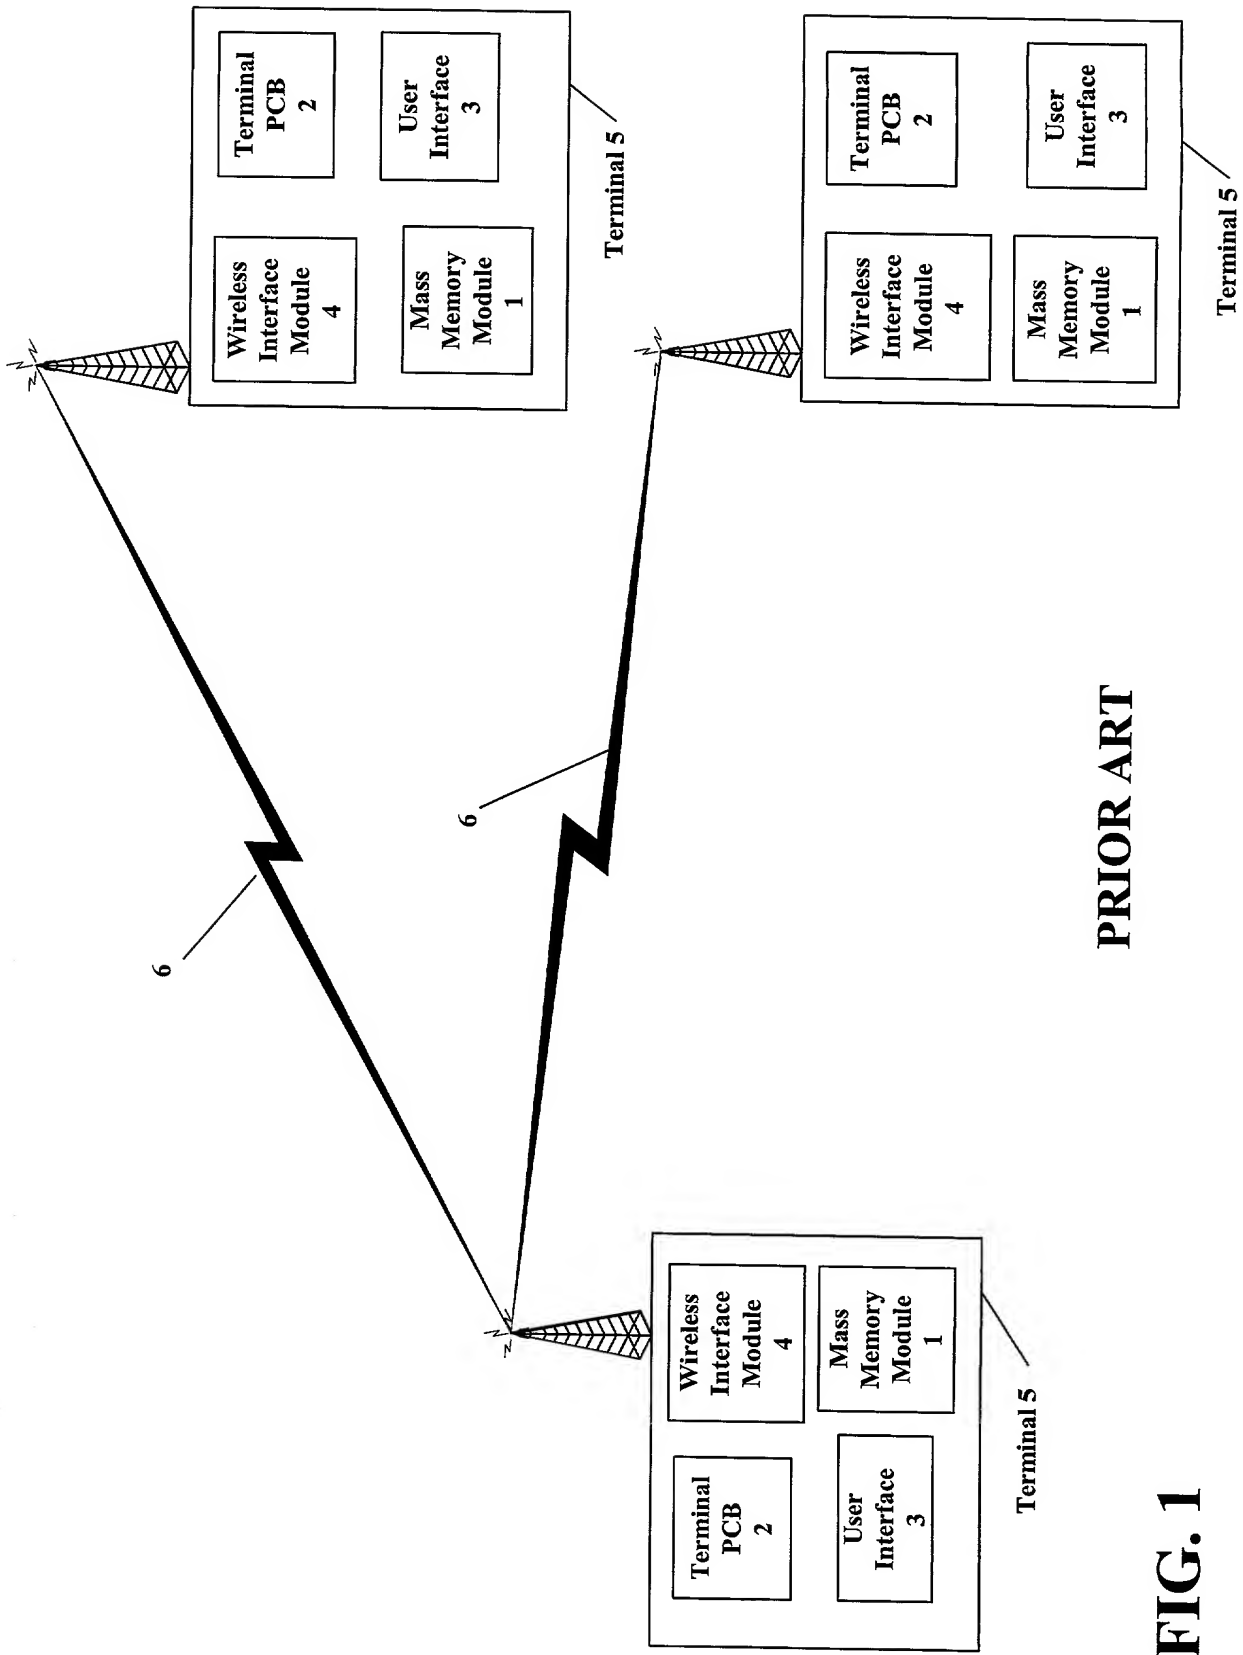 6
Wireless
Interface
Module
4
Terminal
PCB
2
Mass
Memory
Module
1
User
Interface
3
Terminal 5
6
Terminal
PCB
2
Wireless
Interface
Module
4
User
Interface
3
Mass
Memory
Module
1
Terminal 5
Wireless
Interface
Module
4
Terminal
PCB
2
Mass
Memory
Module
1
User
Interface
3
Terminal 5
PRIOR ART
FIG. 1